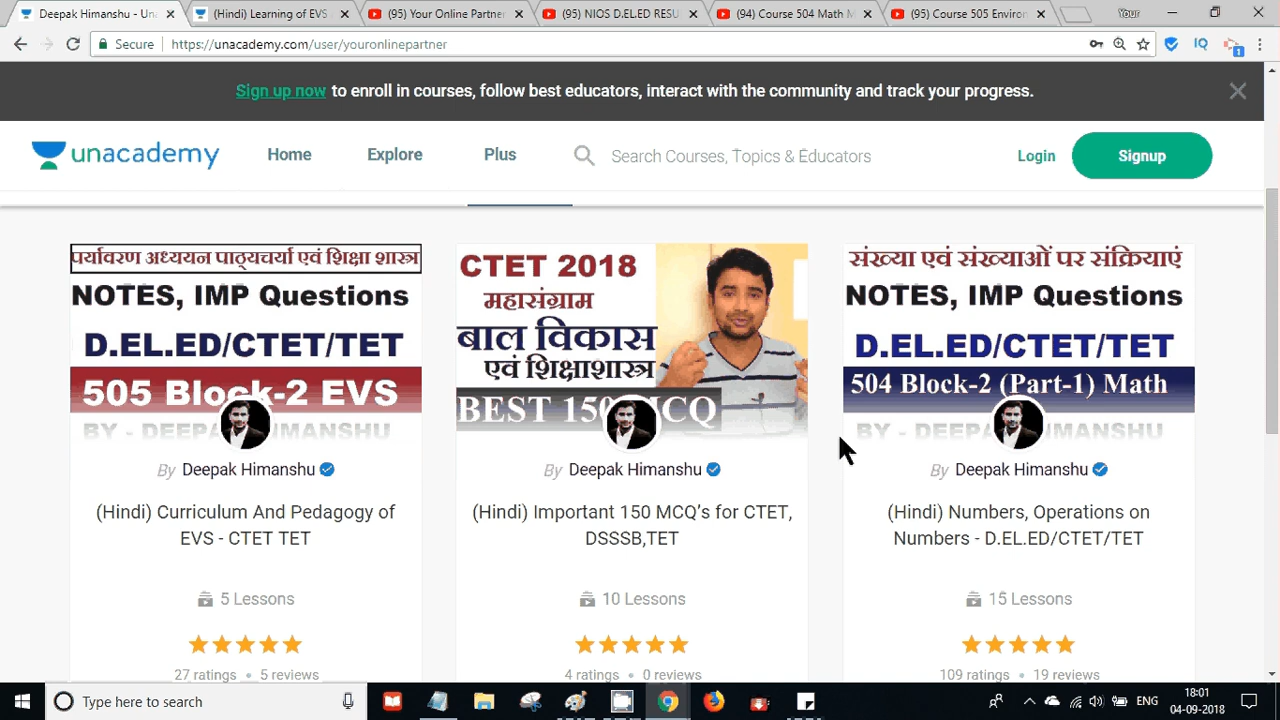 Deepak Himanshu - Una
(Hindi) Learning of EVS
(95) Your Online Partner
(95) NIOS D.EL.ED RESU
(94) Course 504 Math M
(95) Course 505 Environ
Your
Secure
https://unacademy.com/user/youronlinepartner
IQ
1
Sign up now to enroll in courses, follow best educators, interact with the community and track your progress.
unacademy
Home
Explore
Plus
Search Courses, Topics & Educators
Login
Signup
पर्यावरण अध्ययन पाठ्यचर्या एवं शिक्षा शास्त्र
NOTES, IMP Questions
D.EL.ED/CTET/TET
505 Block-2 EVS
By Deepak Himanshu
(Hindi) Curriculum And Pedagogy of
EVS - CTET TET
5 Lessons
27 ratings • 5 reviews
CTET 2018
महासंग्राम
बाल विकास
एवं शिक्षाशास्त्र
BEST 150 MCQ
By Deepak Himanshu
(Hindi) Important 150 MCQ's for CTET,
DSSSB,TET
10 Lessons
4 ratings • 0 reviews
संख्या एवं संख्याओं पर संक्रियाएं
NOTES, IMP Questions
D.EL.ED/CTET/TET
504 Block-2 (Part-1) Math
By Deepak Himanshu
(Hindi) Numbers, Operations on
Numbers - D.EL.ED/CTET/TET
15 Lessons
109 ratings • 19 reviews
Type here to search
ENG
18:01
04-09-2018